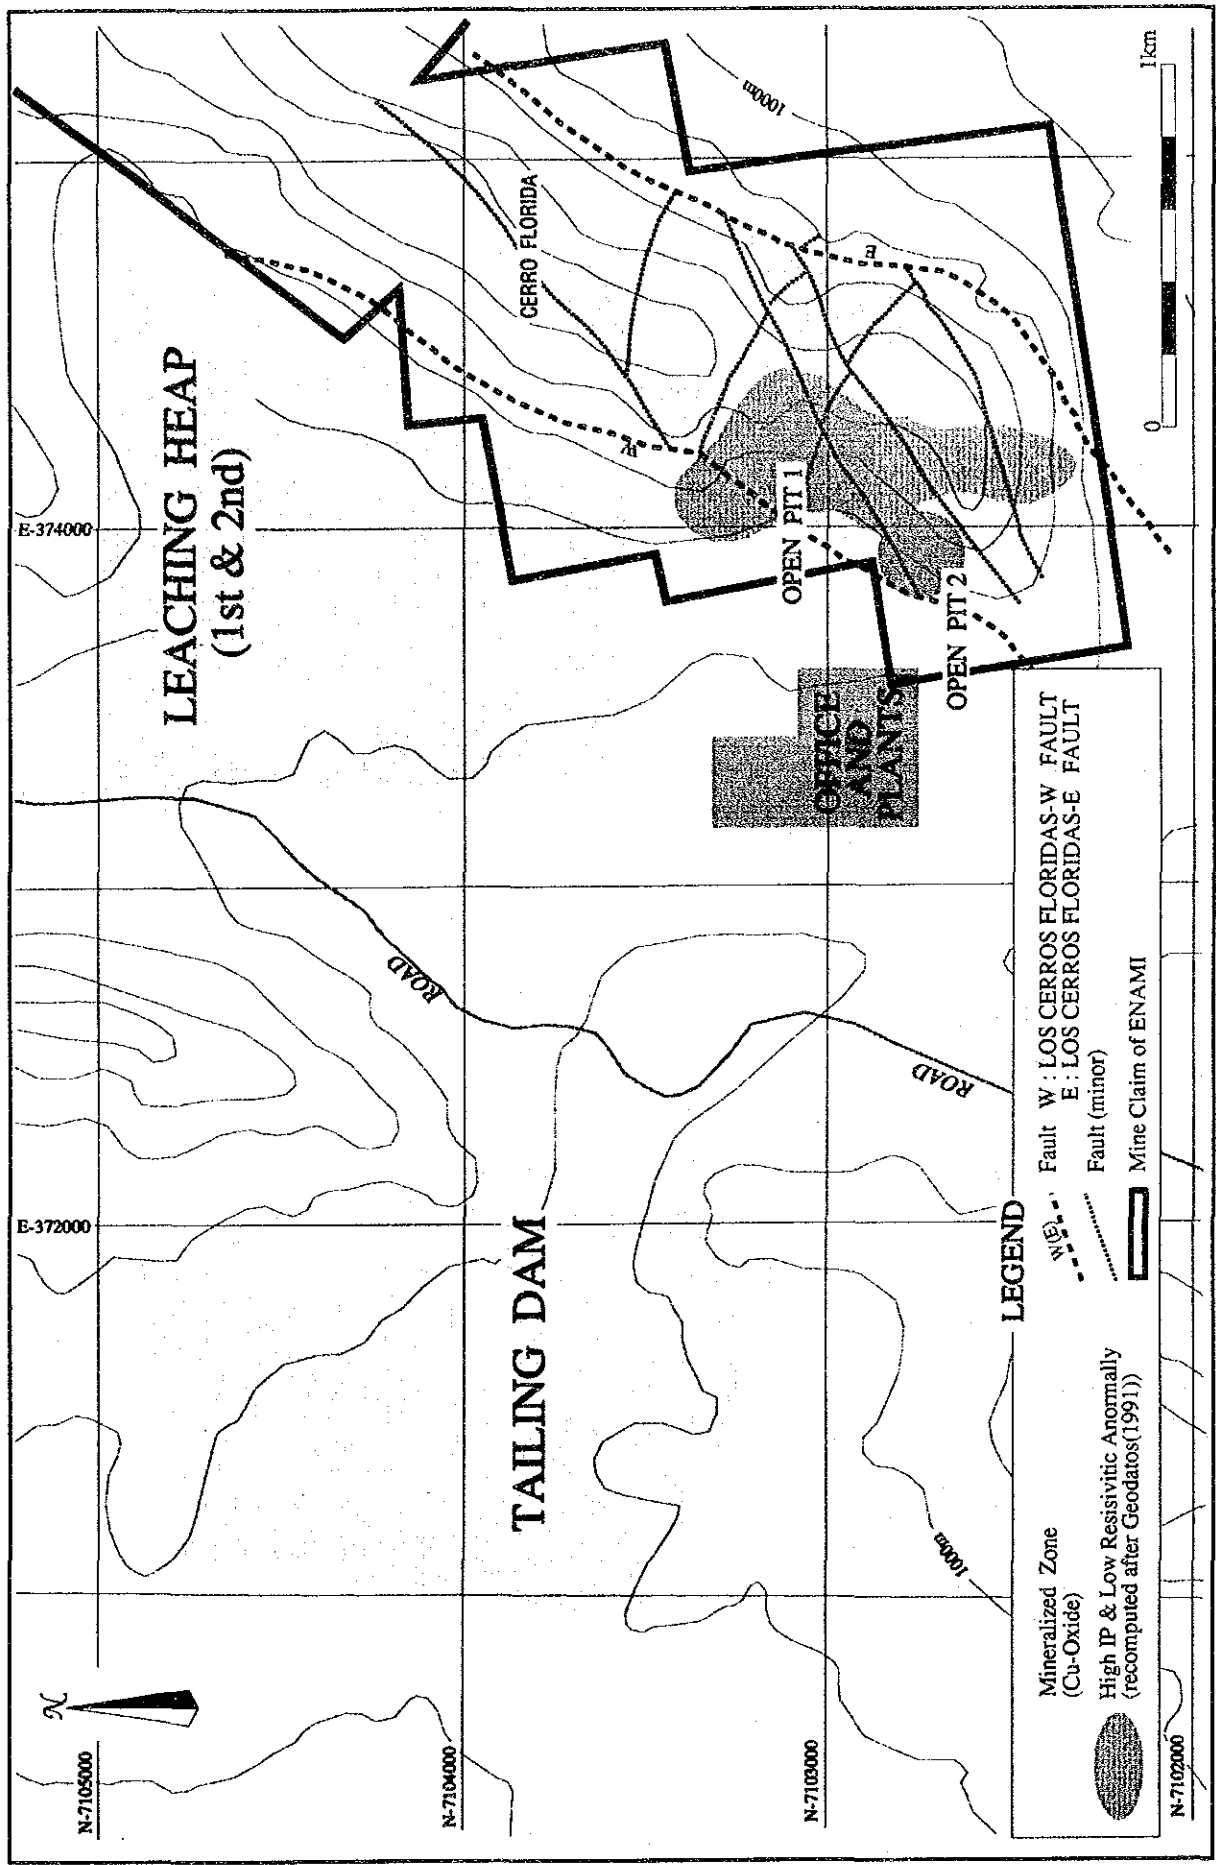 N
N-7105000
N-7104000
N-7103000
N-7102000
E-372000
E-374000
LEACHING HEAP
(1st & 2nd)
TAILING DAM
ROAD
ROAD
CERRO FLORIDA
1000m
1000m
W
E
OPEN PIT 1
OPEN PIT 2
OFFICE
AND
PLANTS
0
1km
LEGEND
Mineralized Zone
(Cu-Oxide)
High IP & Low Resisivitic Anormally
(recomputed after Geodatos(1991))
W(E)
Fault W : LOS CERROS FLORIDAS-W FAULT
E : LOS CERROS FLORIDAS-E FAULT
Fault (minor)
Mine Claim of ENAMI